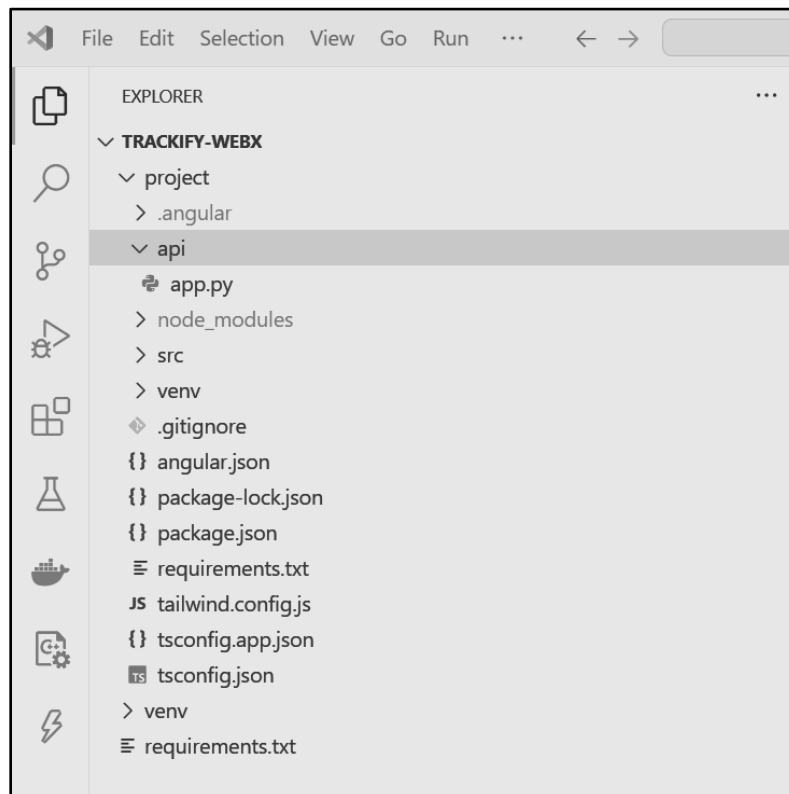 File Edit Selection View Go Run ...
EXPLORER ...
TRACKIFY-WEBX
project
.angular
api
app.py
node_modules
src
venv
.gitignore
{} angular.json
{} package-lock.json
{} package.json
requirements.txt
JS tailwind.config.js
{} tsconfig.app.json
TS tsconfig.json
venv
requirements.txt
C++